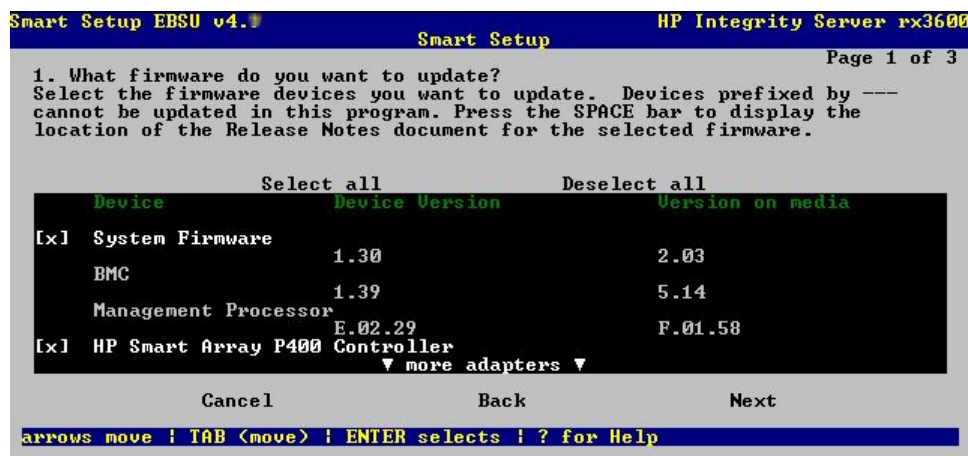 Smart Setup EBSU v4. HP Integrity Server rx3600
Smart Setup
Page 1 of 3
1. What firmware do you want to update?
Select the firmware devices you want to update. Devices prefixed by ---
cannot be updated in this program. Press the SPACE bar to display the
location of the Release Notes document for the selected firmware.
Select all Deselect all
Device Device Version Version on media
[x] System Firmware
1.30 2.03
BMC
1.39 5.14
Management Processor
E.02.29 F.01.58
[x] HP Smart Array P400 Controller
▼ more adapters ▼
Cancel Back Next
arrows move | TAB (move) | ENTER selects | ? for Help